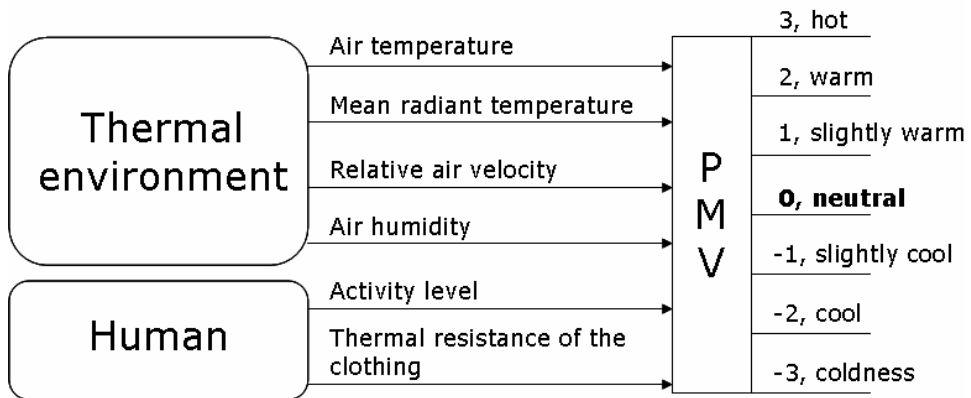 Thermal
environment
Human
Air temperature
Mean radiant temperature
Relative air velocity
Air humidity
Activity level
Thermal resistance of the
clothing
P
M
V
3, hot
2, warm
1, slightly warm
0, neutral
-1, slightly cool
-2, cool
-3, coldness